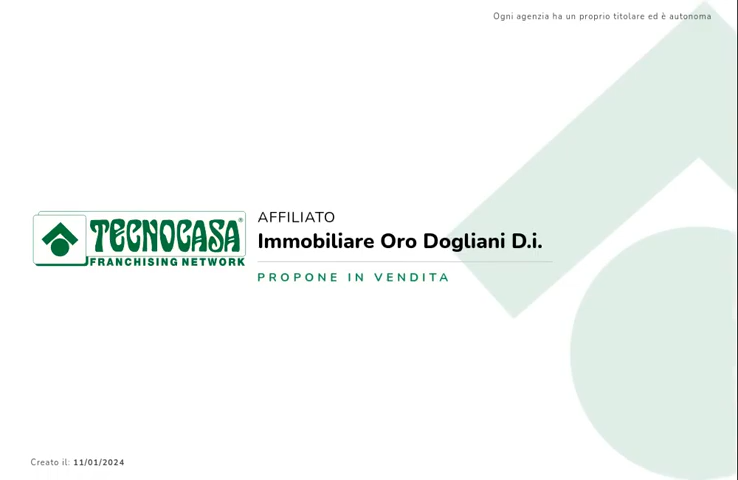 Ogni agenzia ha un proprio titolare ed è autonoma
TECNOCASA®
FRANCHISING NETWORK
AFFILIATO
Immobiliare Oro Dogliani D.i.
PROPONE IN VENDITA
Creato il: 11/01/2024